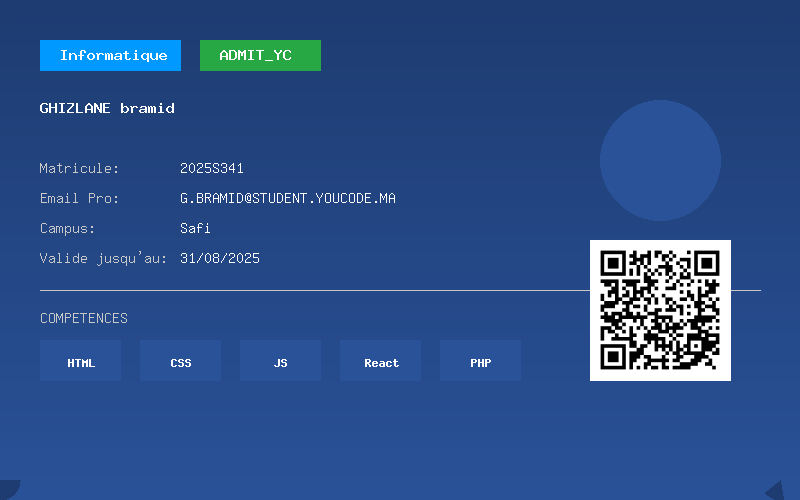 Informatique ADMIT_YC
GHIZLANE bramid
Matricule: 2025S341
Email Pro: G.BRAMID@STUDENT.YOUCODE.MA
Campus: Safi
Valide jusqu'au: 31/08/2025
COMPETENCES
HTML CSS JS React PHP